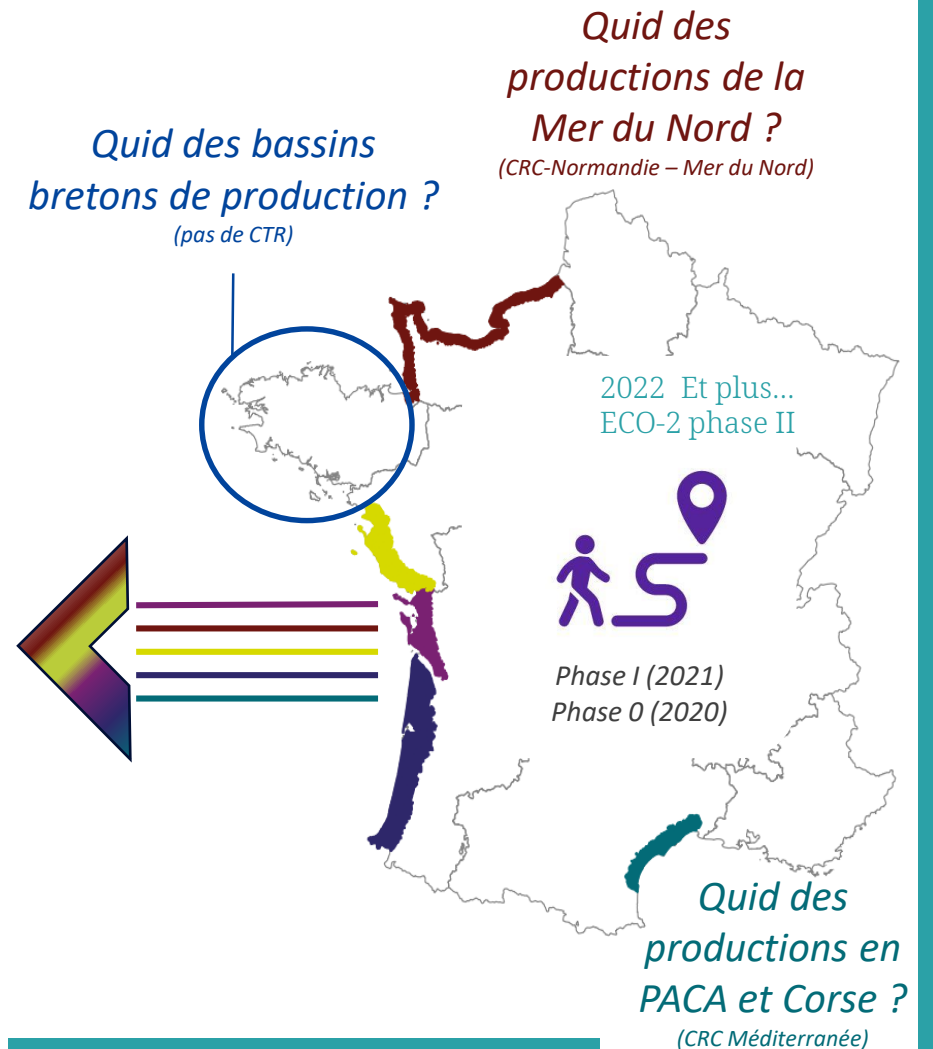 Quid des
productions de la
Mer du Nord ?
(CRC-Normandie – Mer du Nord)
Quid des bassins
bretons de production ?
(pas de CTR)
2022 Et plus...
ECO-2 phase II
Phase I (2021)
Phase 0 (2020)
Quid des
productions en
PACA et Corse ?
(CRC Méditerranée)